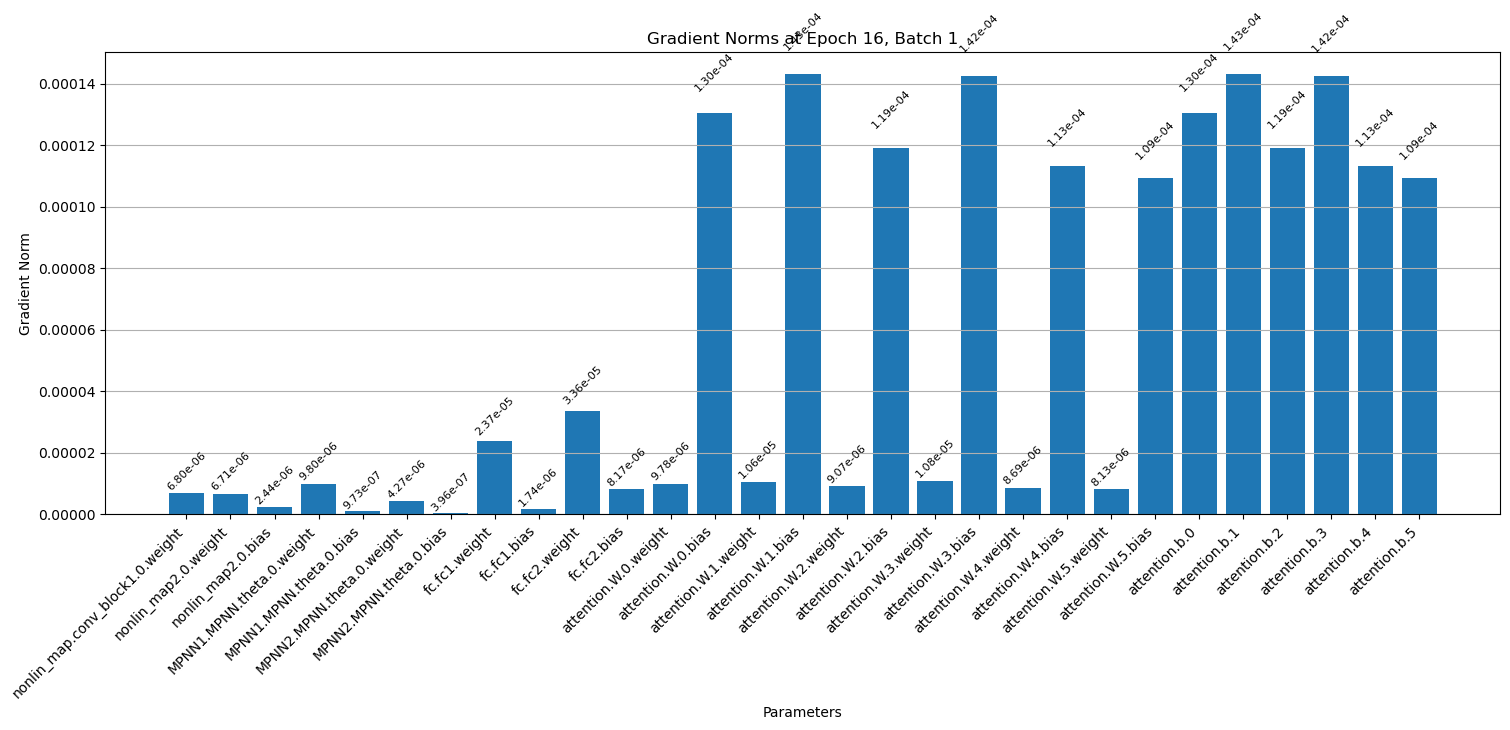 Gradient Norms at Epoch 16, Batch 1
Gradient Norm
0.00014
0.00012
0.00010
0.00008
0.00006
0.00004
0.00002
0.00000
6.80e-06
6.71e-06
2.44e-06
9.80e-06
9.73e-07
4.27e-06
3.96e-07
2.37e-05
1.74e-06
3.36e-05
8.17e-06
9.78e-06
1.30e-04
1.06e-05
1.43e-04
9.07e-06
1.19e-04
1.08e-05
1.42e-04
8.69e-06
1.13e-04
8.13e-06
1.09e-04
1.30e-04
1.43e-04
1.19e-04
1.42e-04
1.13e-04
1.09e-04
nonlin_map.conv_block1.0.weight
nonlin_map2.0.weight
nonlin_map2.0.bias
MPNN1.MPNN.theta.0.weight
MPNN1.MPNN.theta.0.bias
MPNN2.MPNN.theta.0.weight
MPNN2.MPNN.theta.0.bias
fc.fc1.weight
fc.fc1.bias
fc.fc2.weight
fc.fc2.bias
attention.W.0.weight
attention.W.0.bias
attention.W.1.weight
attention.W.1.bias
attention.W.2.weight
attention.W.2.bias
attention.W.3.weight
attention.W.3.bias
attention.W.4.weight
attention.W.4.bias
attention.W.5.weight
attention.W.5.bias
attention.b.0
attention.b.1
attention.b.2
attention.b.3
attention.b.4
attention.b.5
Parameters